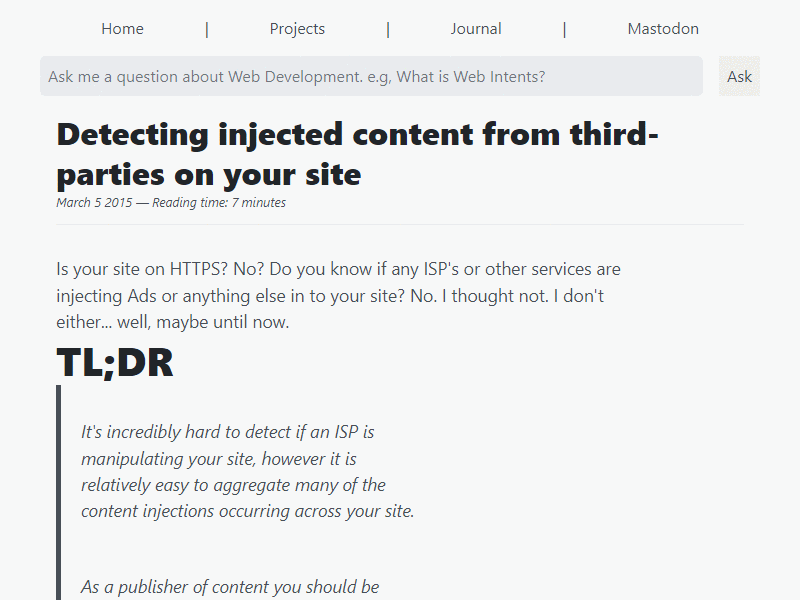 Home | Projects | Journal | Mastodon
Ask me a question about Web Development. e.g, What is Web Intents? Ask
Detecting injected content from third-
parties on your site
March 5 2015 — Reading time: 7 minutes
Is your site on HTTPS? No? Do you know if any ISP's or other services are
injecting Ads or anything else in to your site? No. I thought not. I don't
either... well, maybe until now.
TL;DR
It's incredibly hard to detect if an ISP is
manipulating your site, however it is
relatively easy to aggregate many of the
content injections occurring across your site.
As a publisher of content you should be